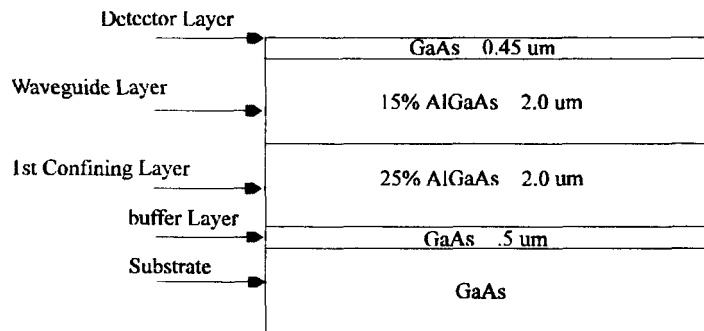 Detector Layer
GaAs 0.45 um
Waveguide Layer
15% AlGaAs 2.0 um
1st Confining Layer
25% AlGaAs 2.0 um
buffer Layer
GaAs .5 um
Substrate
GaAs